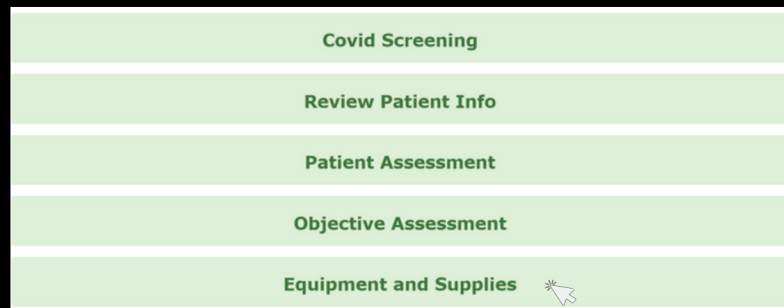 Covid Screening
Review Patient Info
Patient Assessment
Objective Assessment
Equipment and Supplies